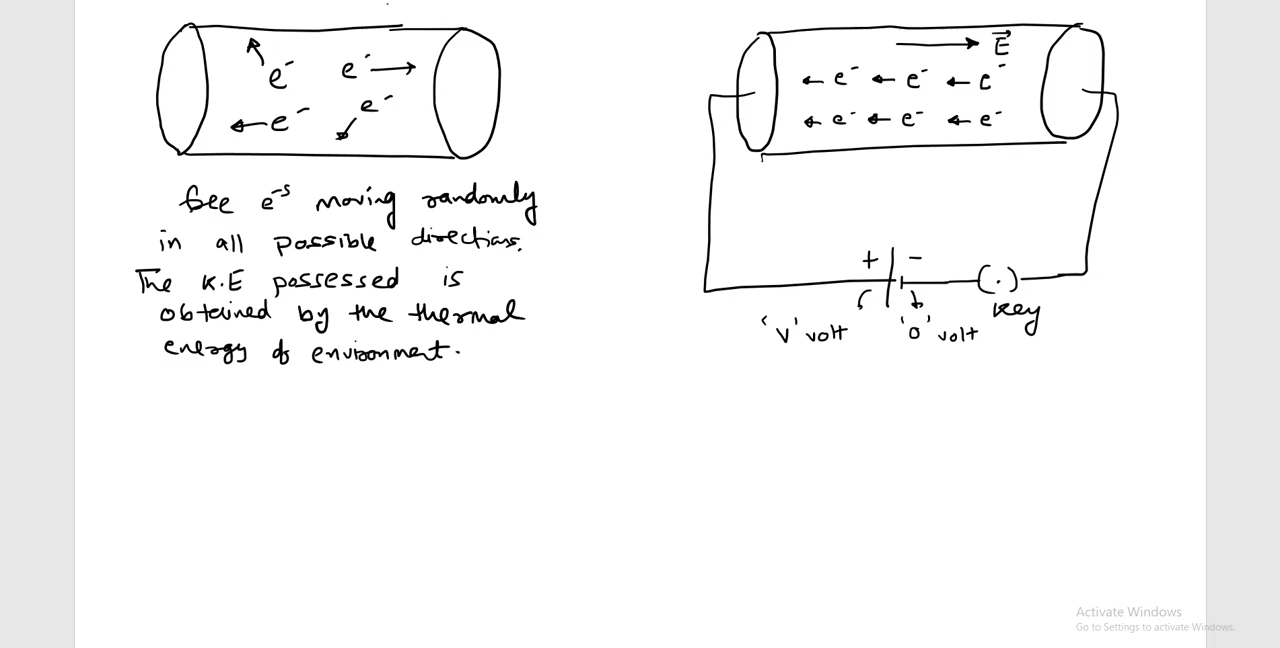 e⁻ e⁻
e⁻
e⁻
free e⁻ˢ moving randomly
in all possible directions.
The K.E possessed is
obtained by the thermal
energy of environment.
E⃗
e⁻ e⁻ e⁻
e⁻ e⁻ e⁻
+ −
(.)
key
'V' volt 'O' volt
Activate Windows
Go to Settings to activate Windows.